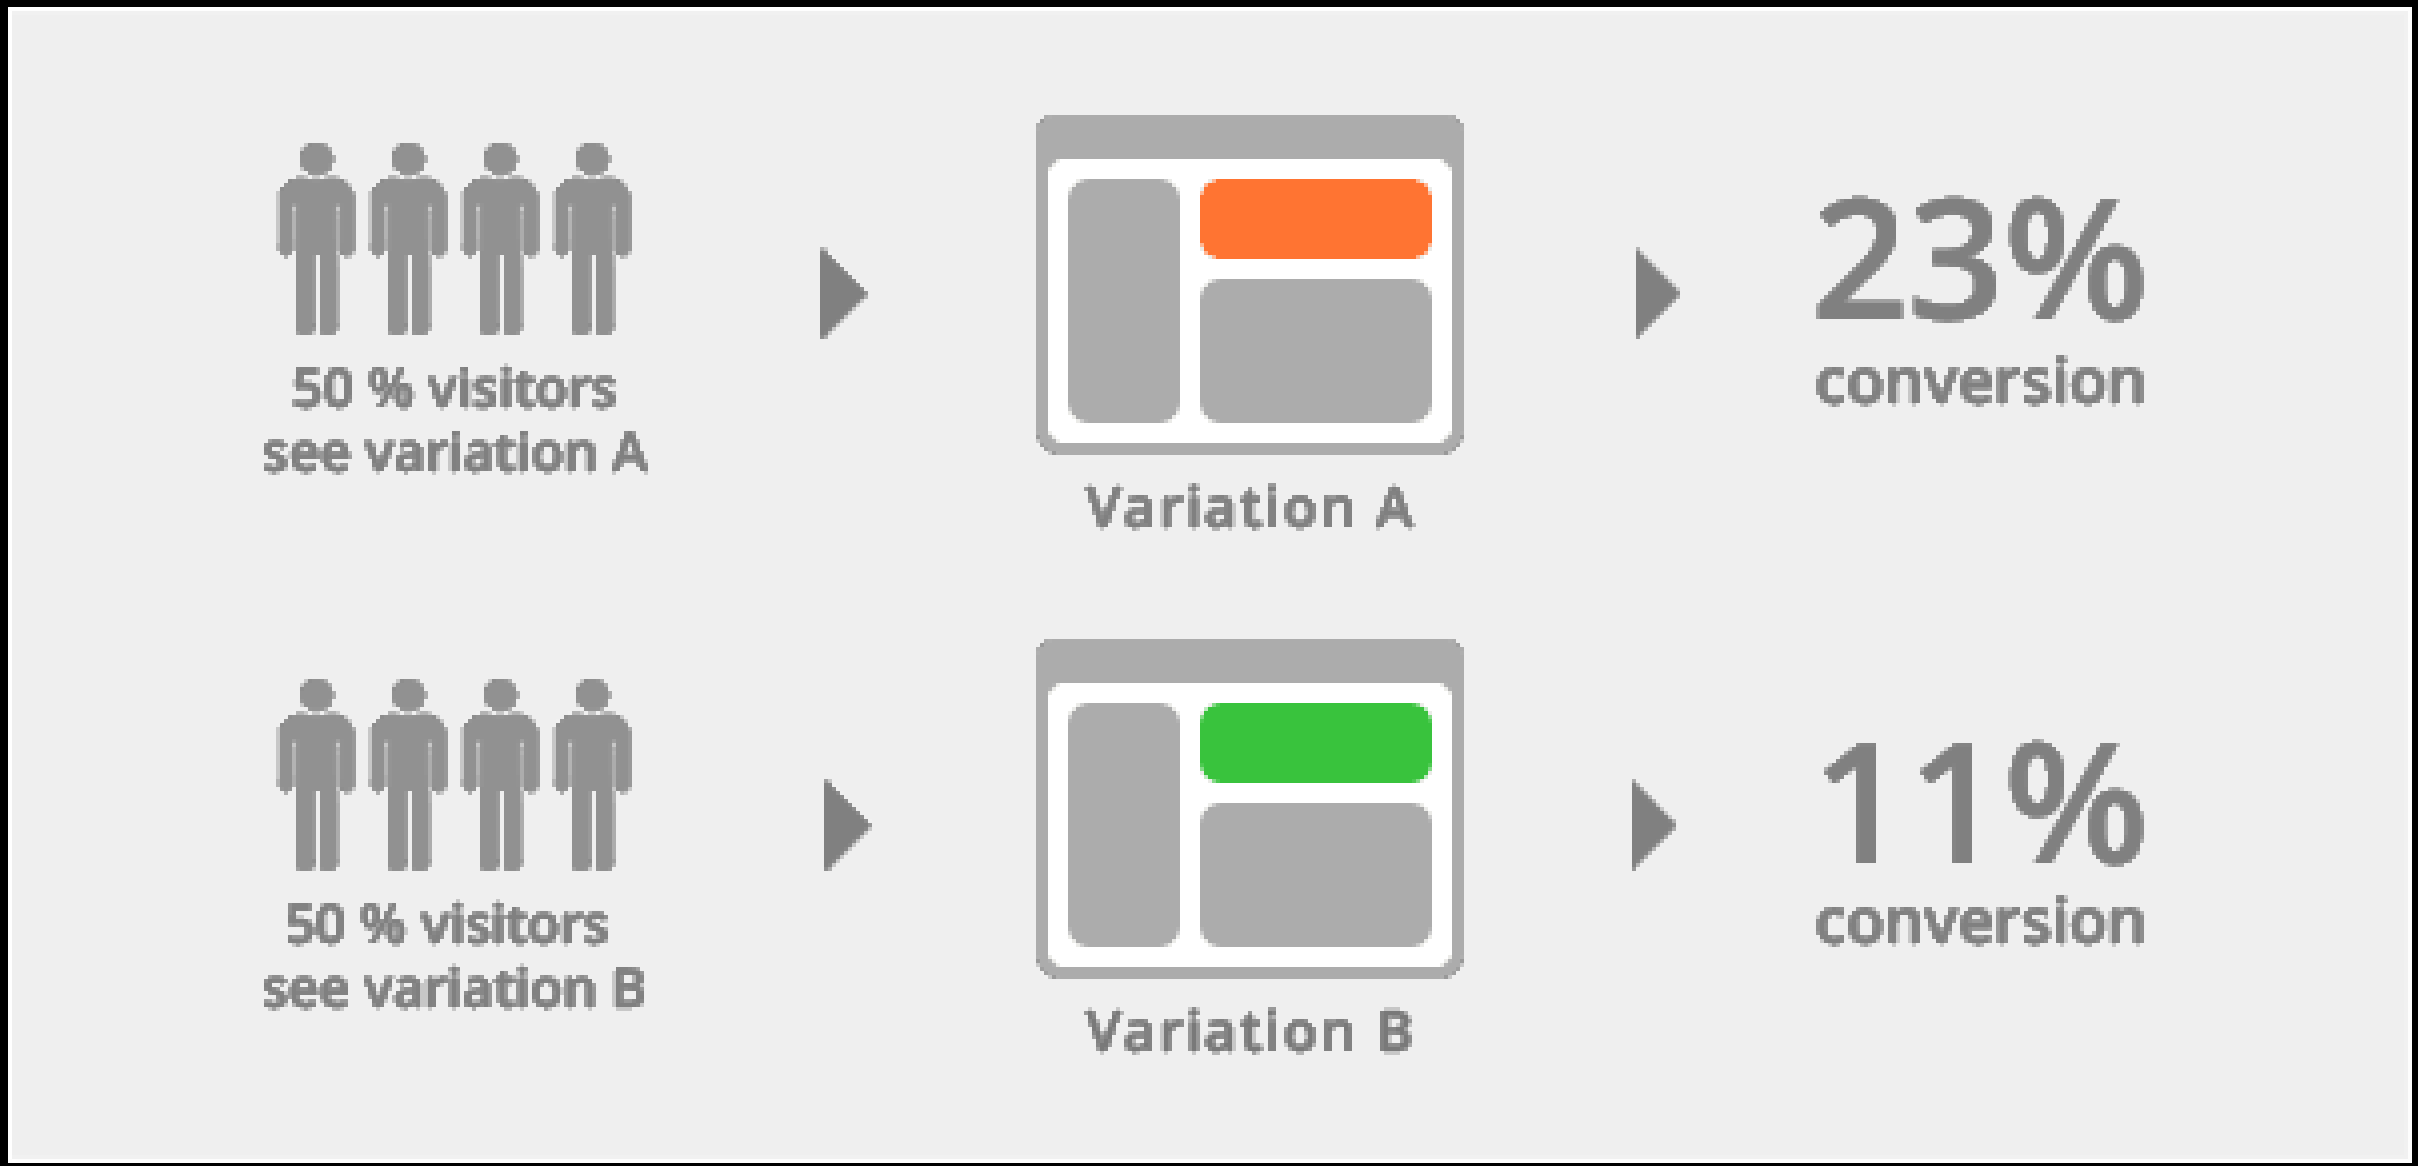 50 % visitors
see variation A
Variation A
23%
conversion
50 % visitors
see variation B
Variation B
11%
conversion